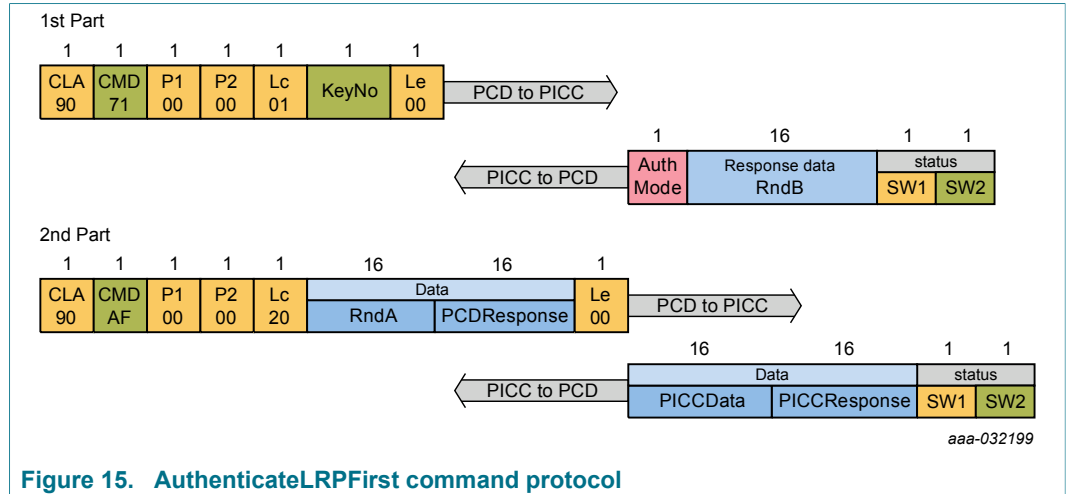 1st Part
1 1 1 1 1 1 1
CLA CMD P1 P2 Lc KeyNo Le
90 71 00 00 01 00
PCD to PICC
1 16 1 1
Auth Response data status
Mode RndB SW1 SW2
PICC to PCD
2nd Part
1 1 1 1 1 16 16 1
CLA CMD P1 P2 Lc Data Le
90 AF 00 00 20 RndA PCDResponse 00
PCD to PICC
16 16 1 1
Data status
PICCData PICCResponse SW1 SW2
PICC to PCD
aaa-032199
Figure 15. AuthenticateLRPFirst command protocol